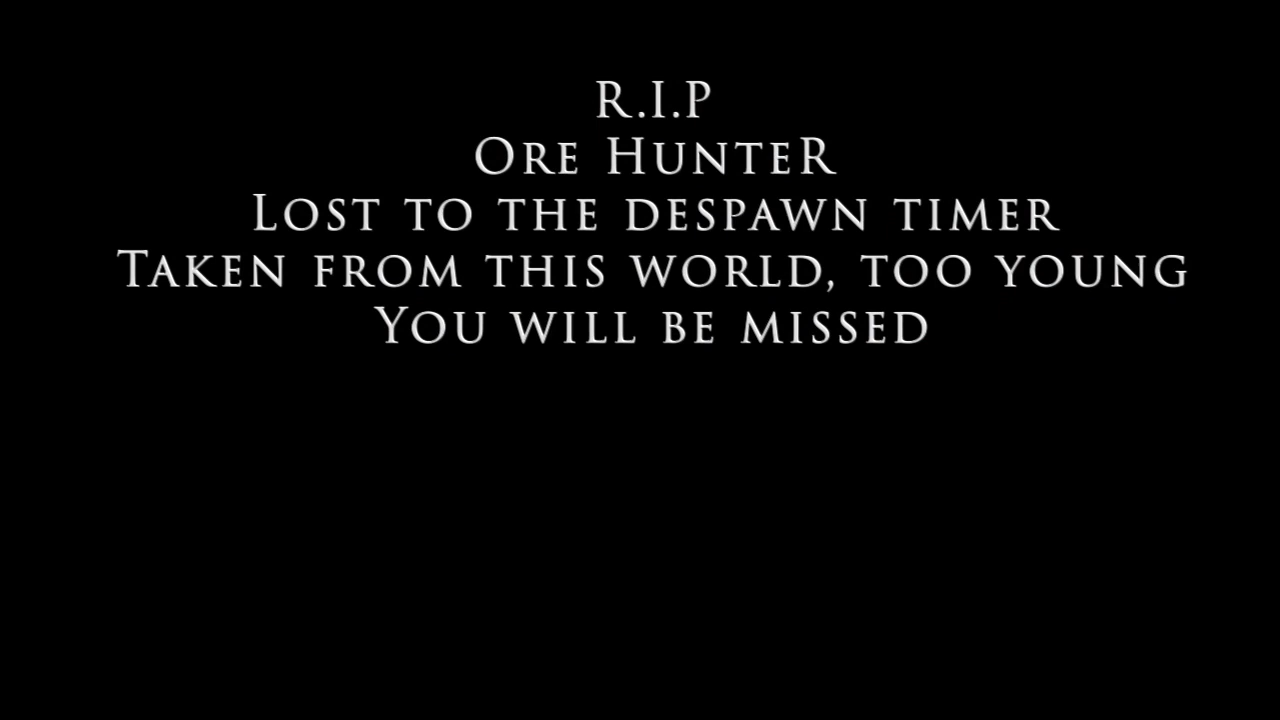 R.I.P
Ore HunteR
Lost to the despawn timer
Taken from this world, too young
You will be missed